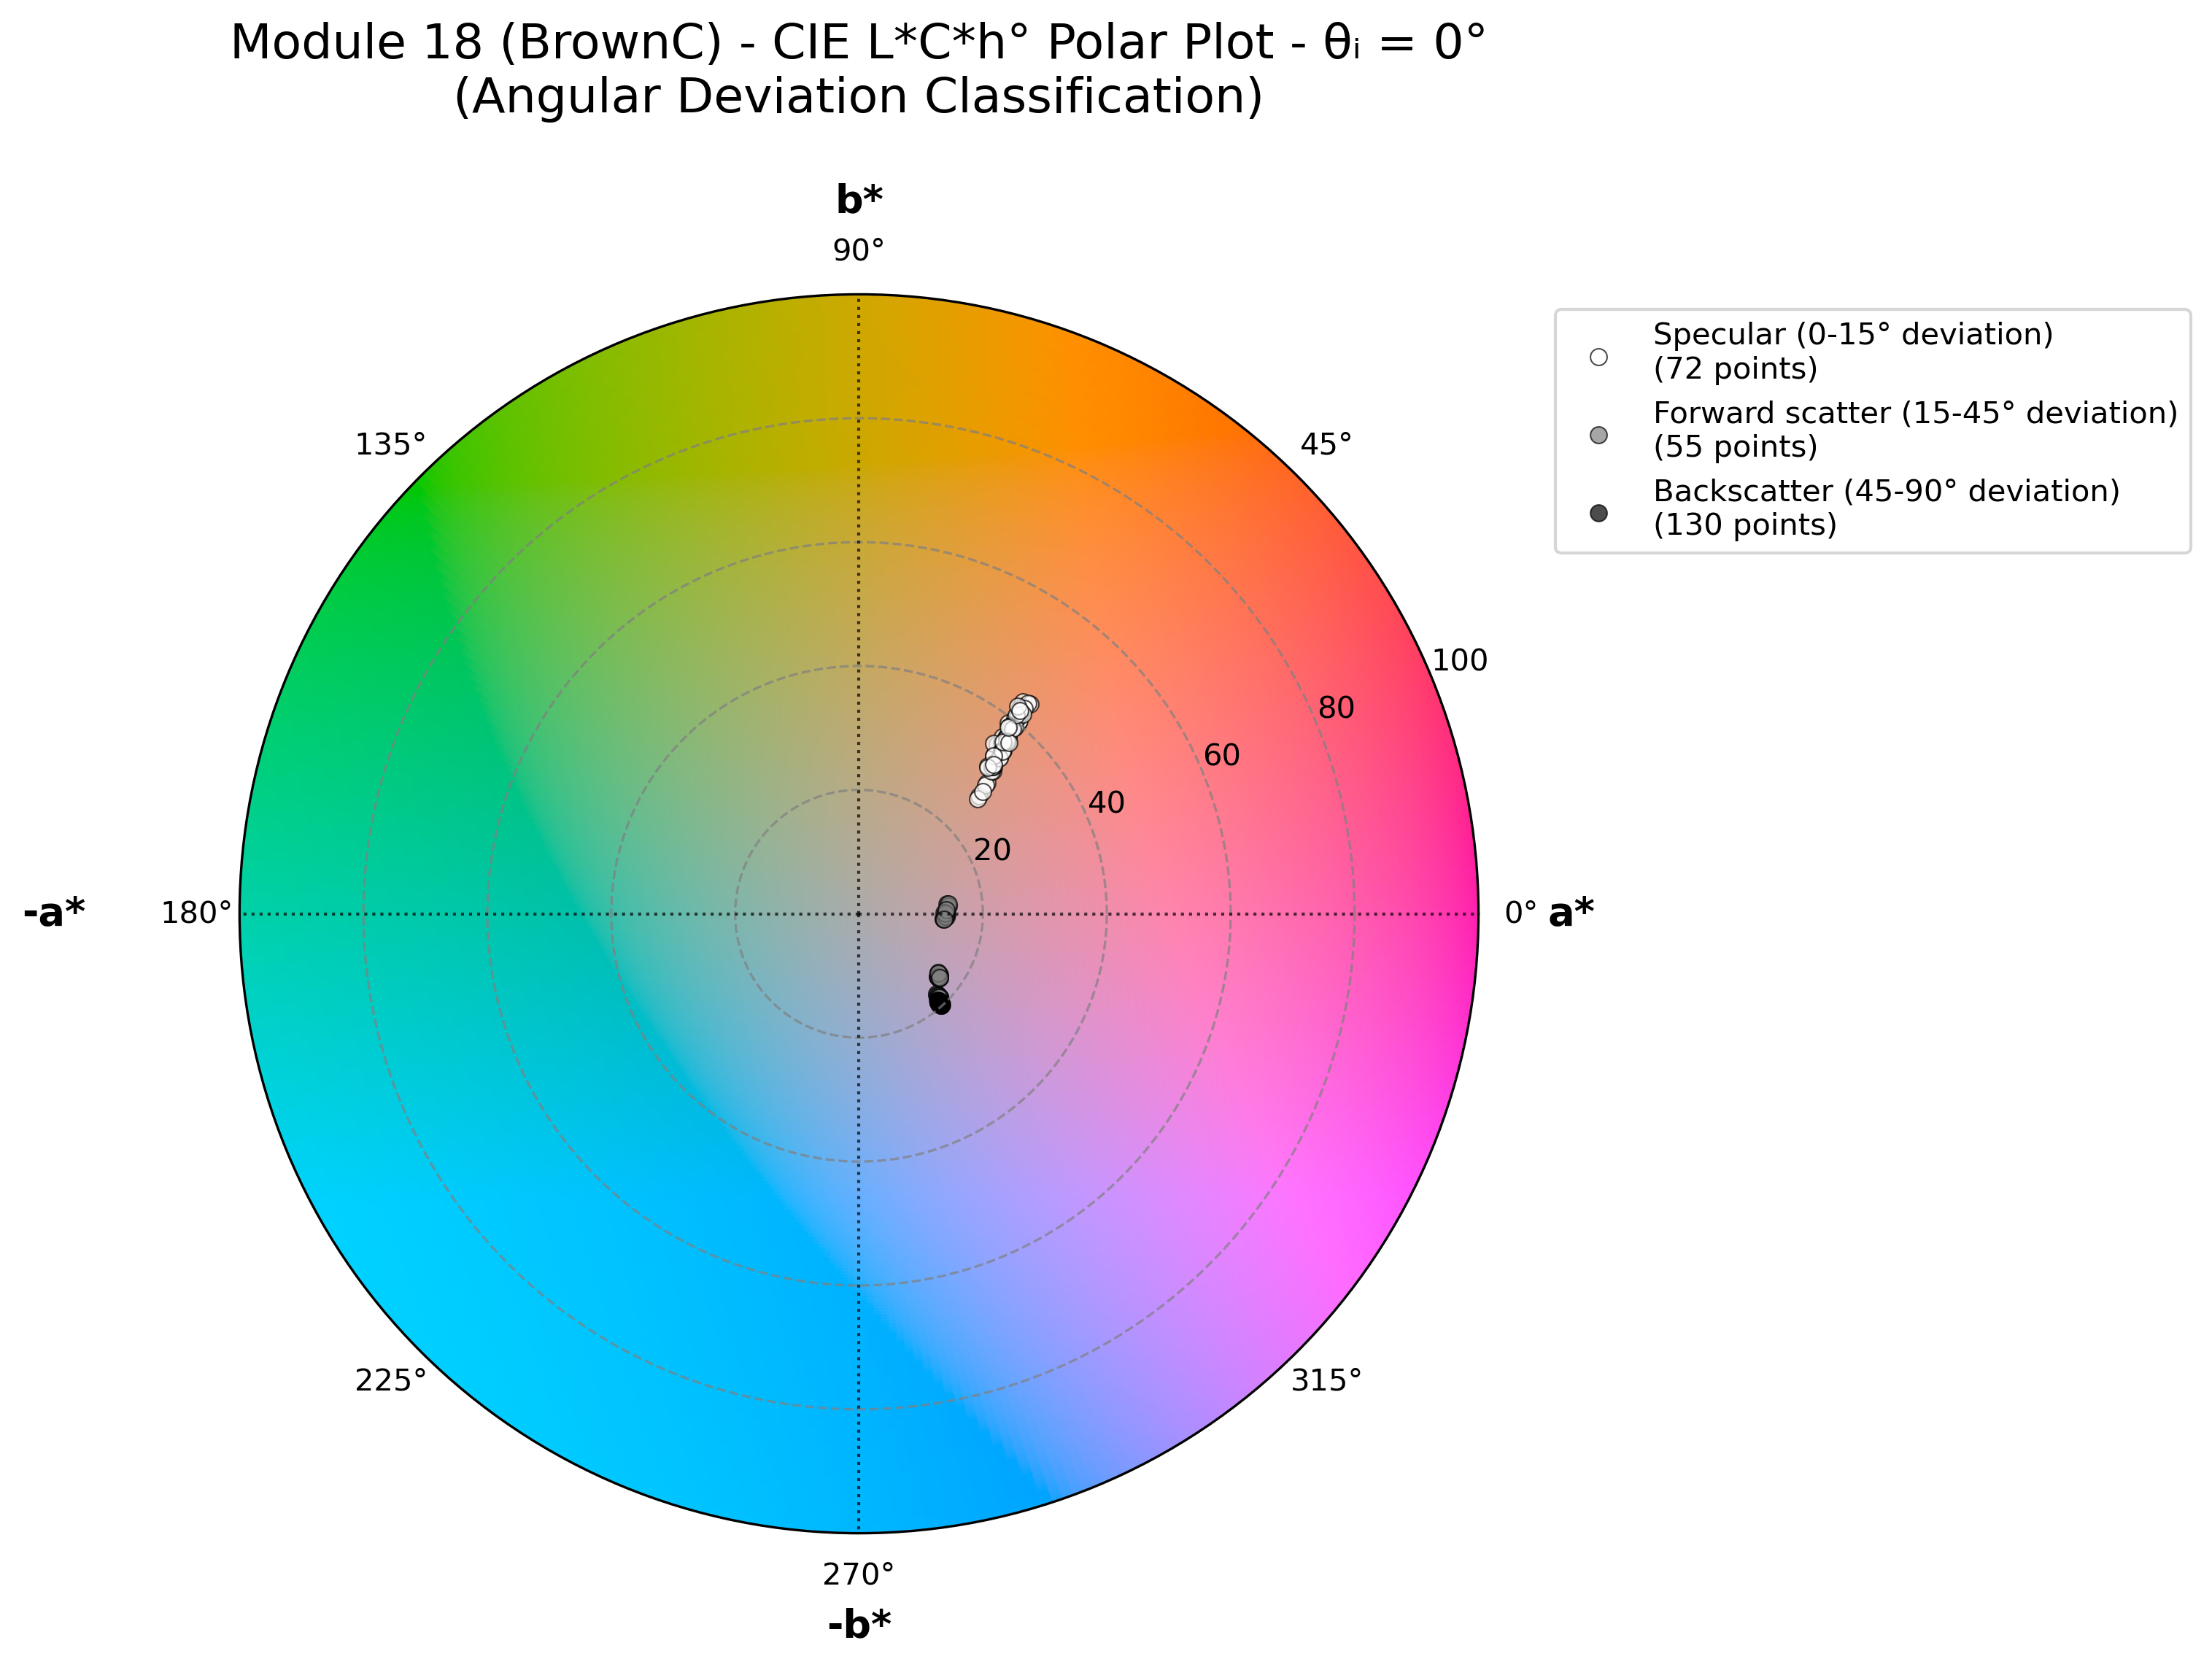 Module 18 (BrownC) - CIE L*C*h° Polar Plot - θᵢ = 0°
(Angular Deviation Classification)
b*
90°
135°
45°
100
80
60
40
20
-a*
180°
0°
a*
225°
315°
270°
-b*
Specular (0-15° deviation)
(72 points)
Forward scatter (15-45° deviation)
(55 points)
Backscatter (45-90° deviation)
(130 points)